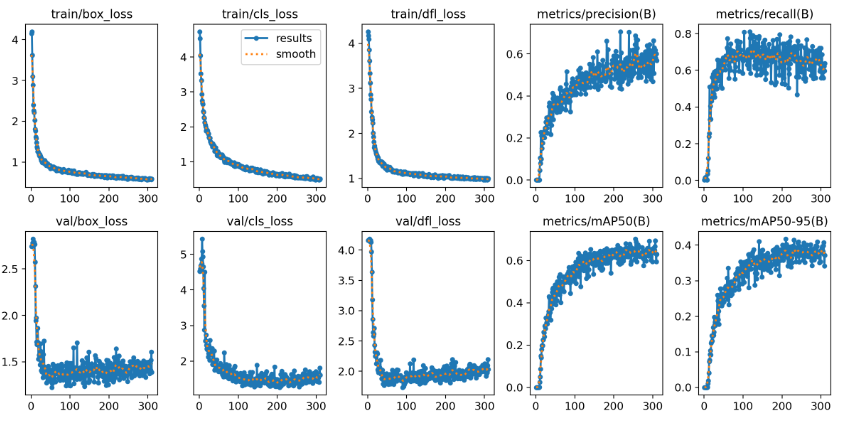 train/box_loss
train/cls_loss
train/dfl_loss
metrics/precision(B)
metrics/recall(B)
results
smooth
4
3
2
1
0 100 200 300
4
3
2
1
0 100 200 300
4
3
2
1
0 100 200 300
0.6
0.4
0.2
0.0
0 100 200 300
0.8
0.6
0.4
0.2
0.0
0 100 200 300
val/box_loss
val/cls_loss
val/dfl_loss
metrics/mAP50(B)
metrics/mAP50-95(B)
2.5
2.0
1.5
0 100 200 300
5
4
3
2
0 100 200 300
4.0
3.5
3.0
2.5
2.0
0 100 200 300
0.6
0.4
0.2
0.0
0 100 200 300
0.4
0.3
0.2
0.1
0.0
0 100 200 300